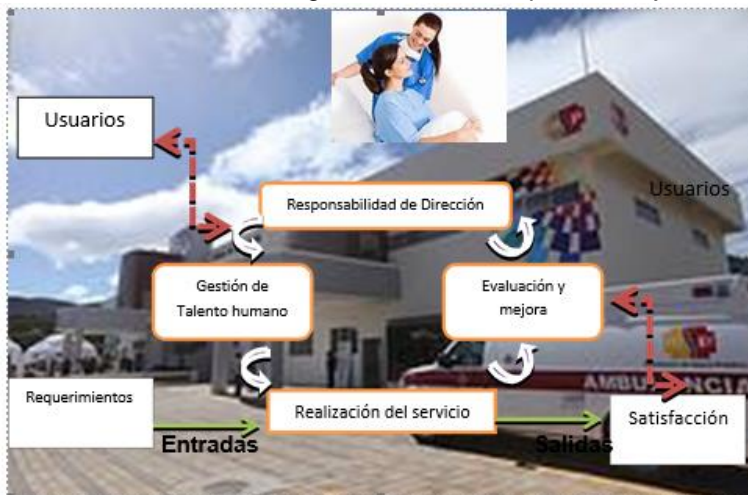 Usuarios
Usuarios
Responsabilidad de Dirección
Gestión de
Talento humano
Evaluación y
mejora
Requerimientos
Realización del servicio
Satisfacción
Entradas
Salidas
AMBULANCIA